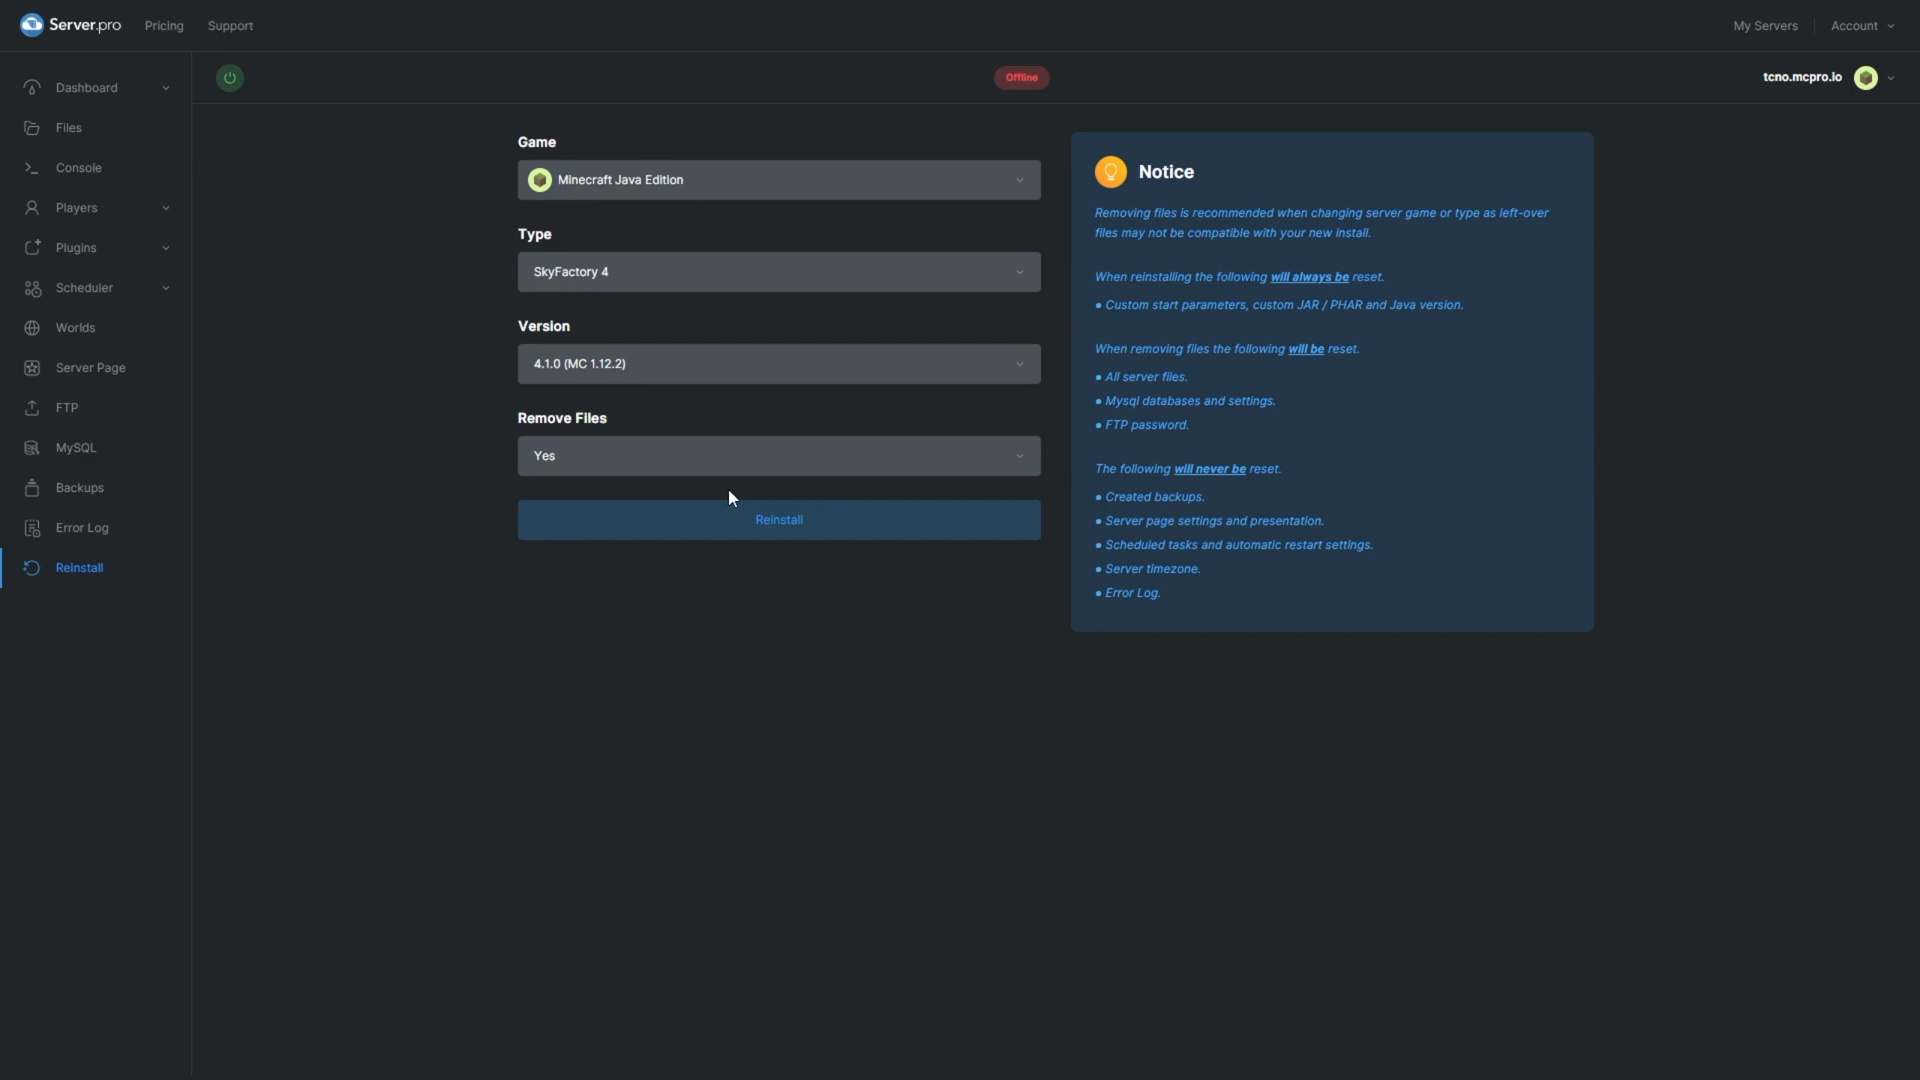 Server.pro
Pricing
Support
My Servers
Account
Dashboard
Files
Console
Players
Plugins
Scheduler
Worlds
Server Page
FTP
MySQL
Backups
Error Log
Reinstall
Offline
tcno.mcpro.io
Game
Minecraft Java Edition
Type
SkyFactory 4
Version
4.1.0 (MC 1.12.2)
Remove Files
Yes
Reinstall
Notice
Removing files is recommended when changing server game or type as left-over
files may not be compatible with your new install.
When reinstalling the following will always be reset.
• Custom start parameters, custom JAR / PHAR and Java version.
When removing files the following will be reset.
• All server files.
• Mysql databases and settings.
• FTP password.
The following will never be reset.
• Created backups.
• Server page settings and presentation.
• Scheduled tasks and automatic restart settings.
• Server timezone.
• Error Log.